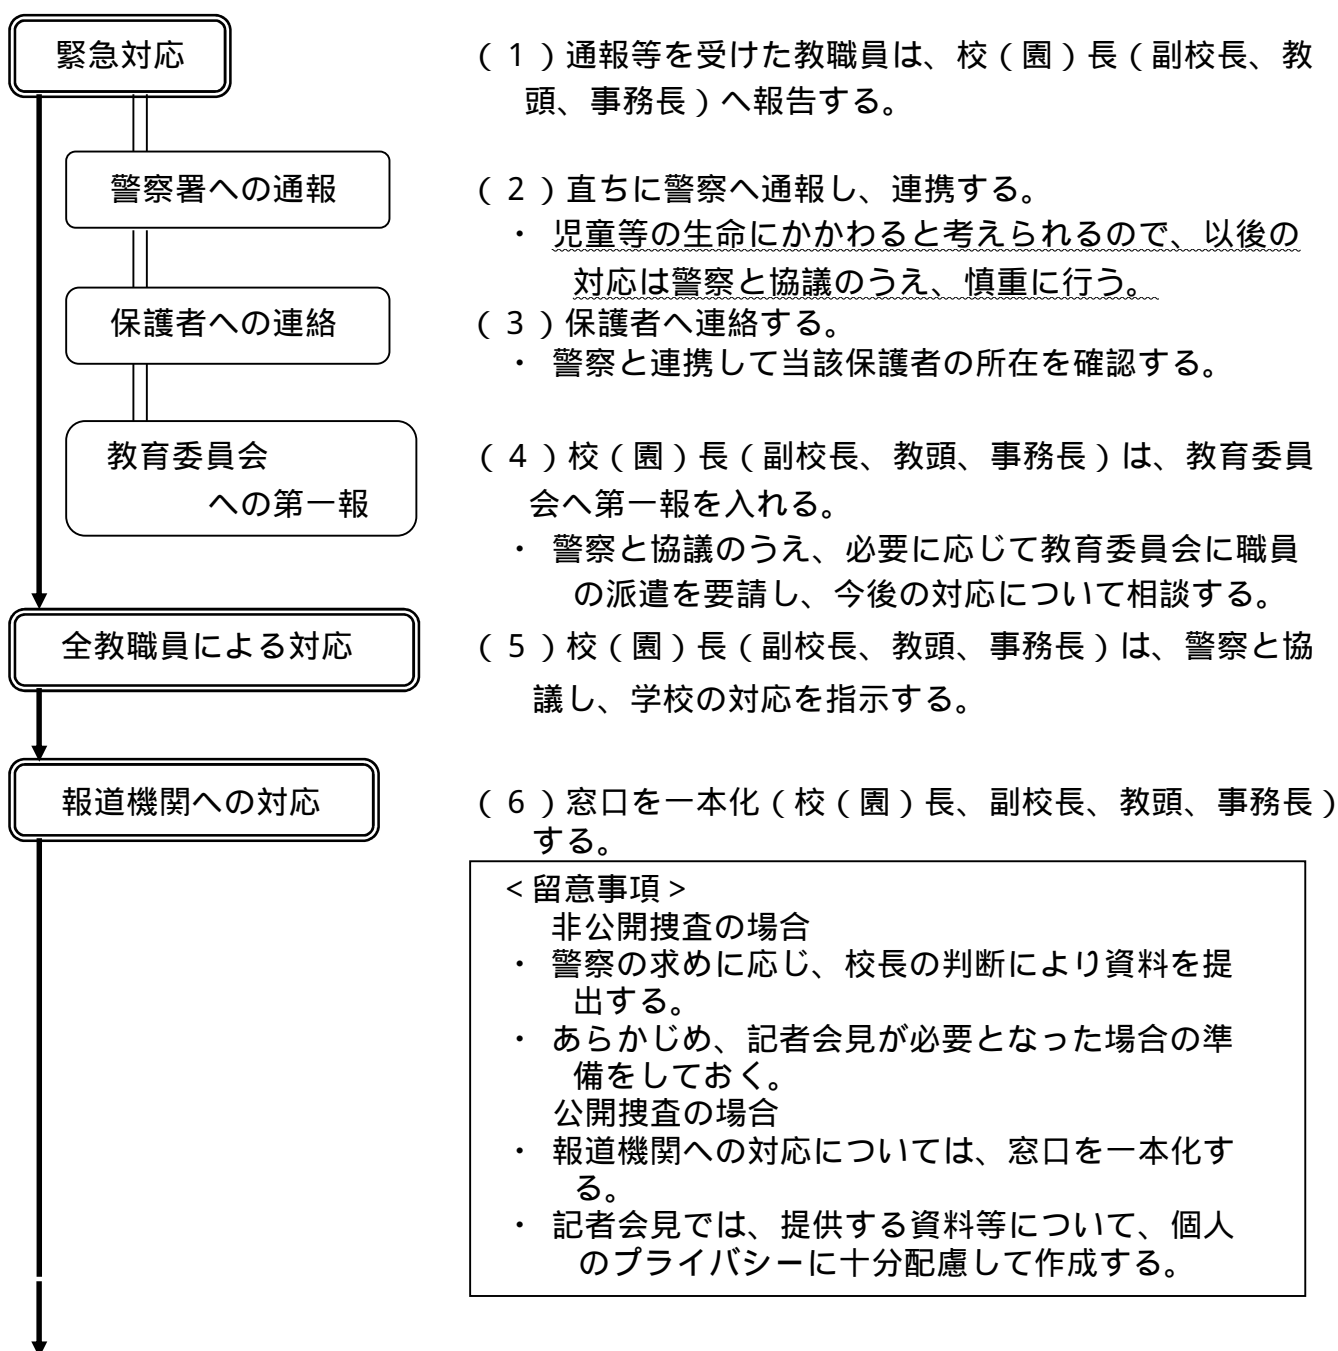 緊急対応
（１）通報等を受けた教職員は、校（園）長（副校長、教
頭、事務長）へ報告する。
警察署への通報
（２）直ちに警察へ通報し、連携する。
・ 児童等の生命にかかわると考えられるので、以後の
対応は警察と協議のうえ、慎重に行う。
保護者への連絡
（３）保護者へ連絡する。
・ 警察と連携して当該保護者の所在を確認する。
教育委員会
への第一報
（４）校（園）長（副校長、教頭、事務長）は、教育委員
会へ第一報を入れる。
・ 警察と協議のうえ、必要に応じて教育委員会に職員
の派遣を要請し、今後の対応について相談する。
全教職員による対応
（５）校（園）長（副校長、教頭、事務長）は、警察と協
議し、学校の対応を指示する。
報道機関への対応
（６）窓口を一本化（校（園）長、副校長、教頭、事務長）
する。
＜留意事項＞
非公開捜査の場合
・ 警察の求めに応じ、校長の判断により資料を提
出する。
・ あらかじめ、記者会見が必要となった場合の準
備をしておく。
公開捜査の場合
・ 報道機関への対応については、窓口を一本化す
る。
・ 記者会見では、提供する資料等について、個人
のプライバシーに十分配慮して作成する。